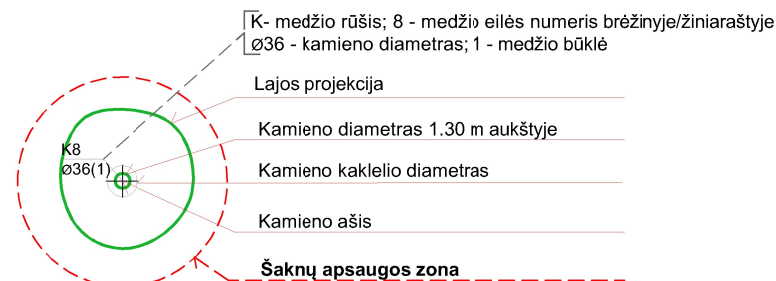 K- medžio rūšis; 8 - medžio eilės numeris brėžinyje/žiniaraštyje
ø36 - kamieno diametras; 1 - medžio būklė
Lajos projekcija
Kamieno diametras 1.30 m aukštyje
K8
ø36(1)
Kamieno kaklelio diametras
Kamieno ašis
Šaknų apsaugos zona